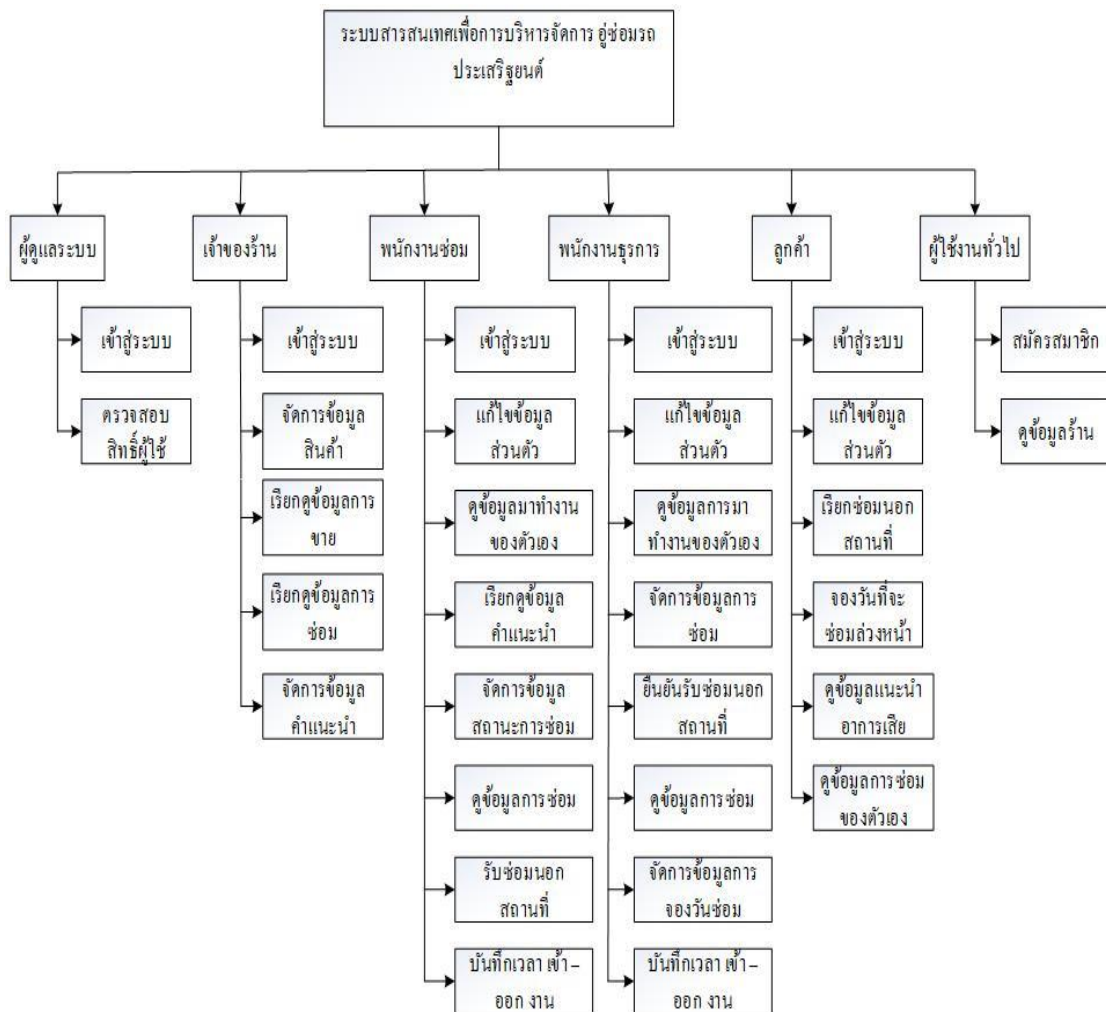 ระบบสารสนเทศเพื่อการบริหารจัดการ อู่ซ่อมรถ
ประเสริฐยนต์
ผู้ดูแลระบบ
เจ้าของร้าน
พนักงานซ่อม
พนักงานธุรการ
ลูกค้า
ผู้ใช้งานทั่วไป
เข้าสู่ระบบ
ตรวจสอบ
สิทธิ์ผู้ใช้
เข้าสู่ระบบ
จัดการข้อมูล
สินค้า
เรียกดูข้อมูลการ
ขาย
เรียกดูข้อมูลการ
ซ่อม
จัดการข้อมูล
คำแนะนำ
เข้าสู่ระบบ
แก้ไขข้อมูล
ส่วนตัว
ดูข้อมูลมาทำงาน
ของตัวเอง
เรียกดูข้อมูล
คำแนะนำ
จัดการข้อมูล
สถานะการซ่อม
ดูข้อมูลการซ่อม
รับซ่อมนอก
สถานที่
บันทึกเวลา เข้า –
ออก งาน
เข้าสู่ระบบ
แก้ไขข้อมูล
ส่วนตัว
ดูข้อมูลการมา
ทำงานของตัวเอง
จัดการข้อมูลการ
ซ่อม
ยืนยันรับซ่อมนอก
สถานที่
ดูข้อมูลการซ่อม
จัดการข้อมูลการ
จองวันซ่อม
บันทึกเวลา เข้า –
ออก งาน
เข้าสู่ระบบ
แก้ไขข้อมูล
ส่วนตัว
เรียกซ่อมนอก
สถานที่
จองวันที่จะ
ซ่อมล่วงหน้า
ดูข้อมูลแนะนำ
อาการเสีย
ดูข้อมูลการซ่อม
ของตัวเอง
สมัครสมาชิก
ดูข้อมูลร้าน